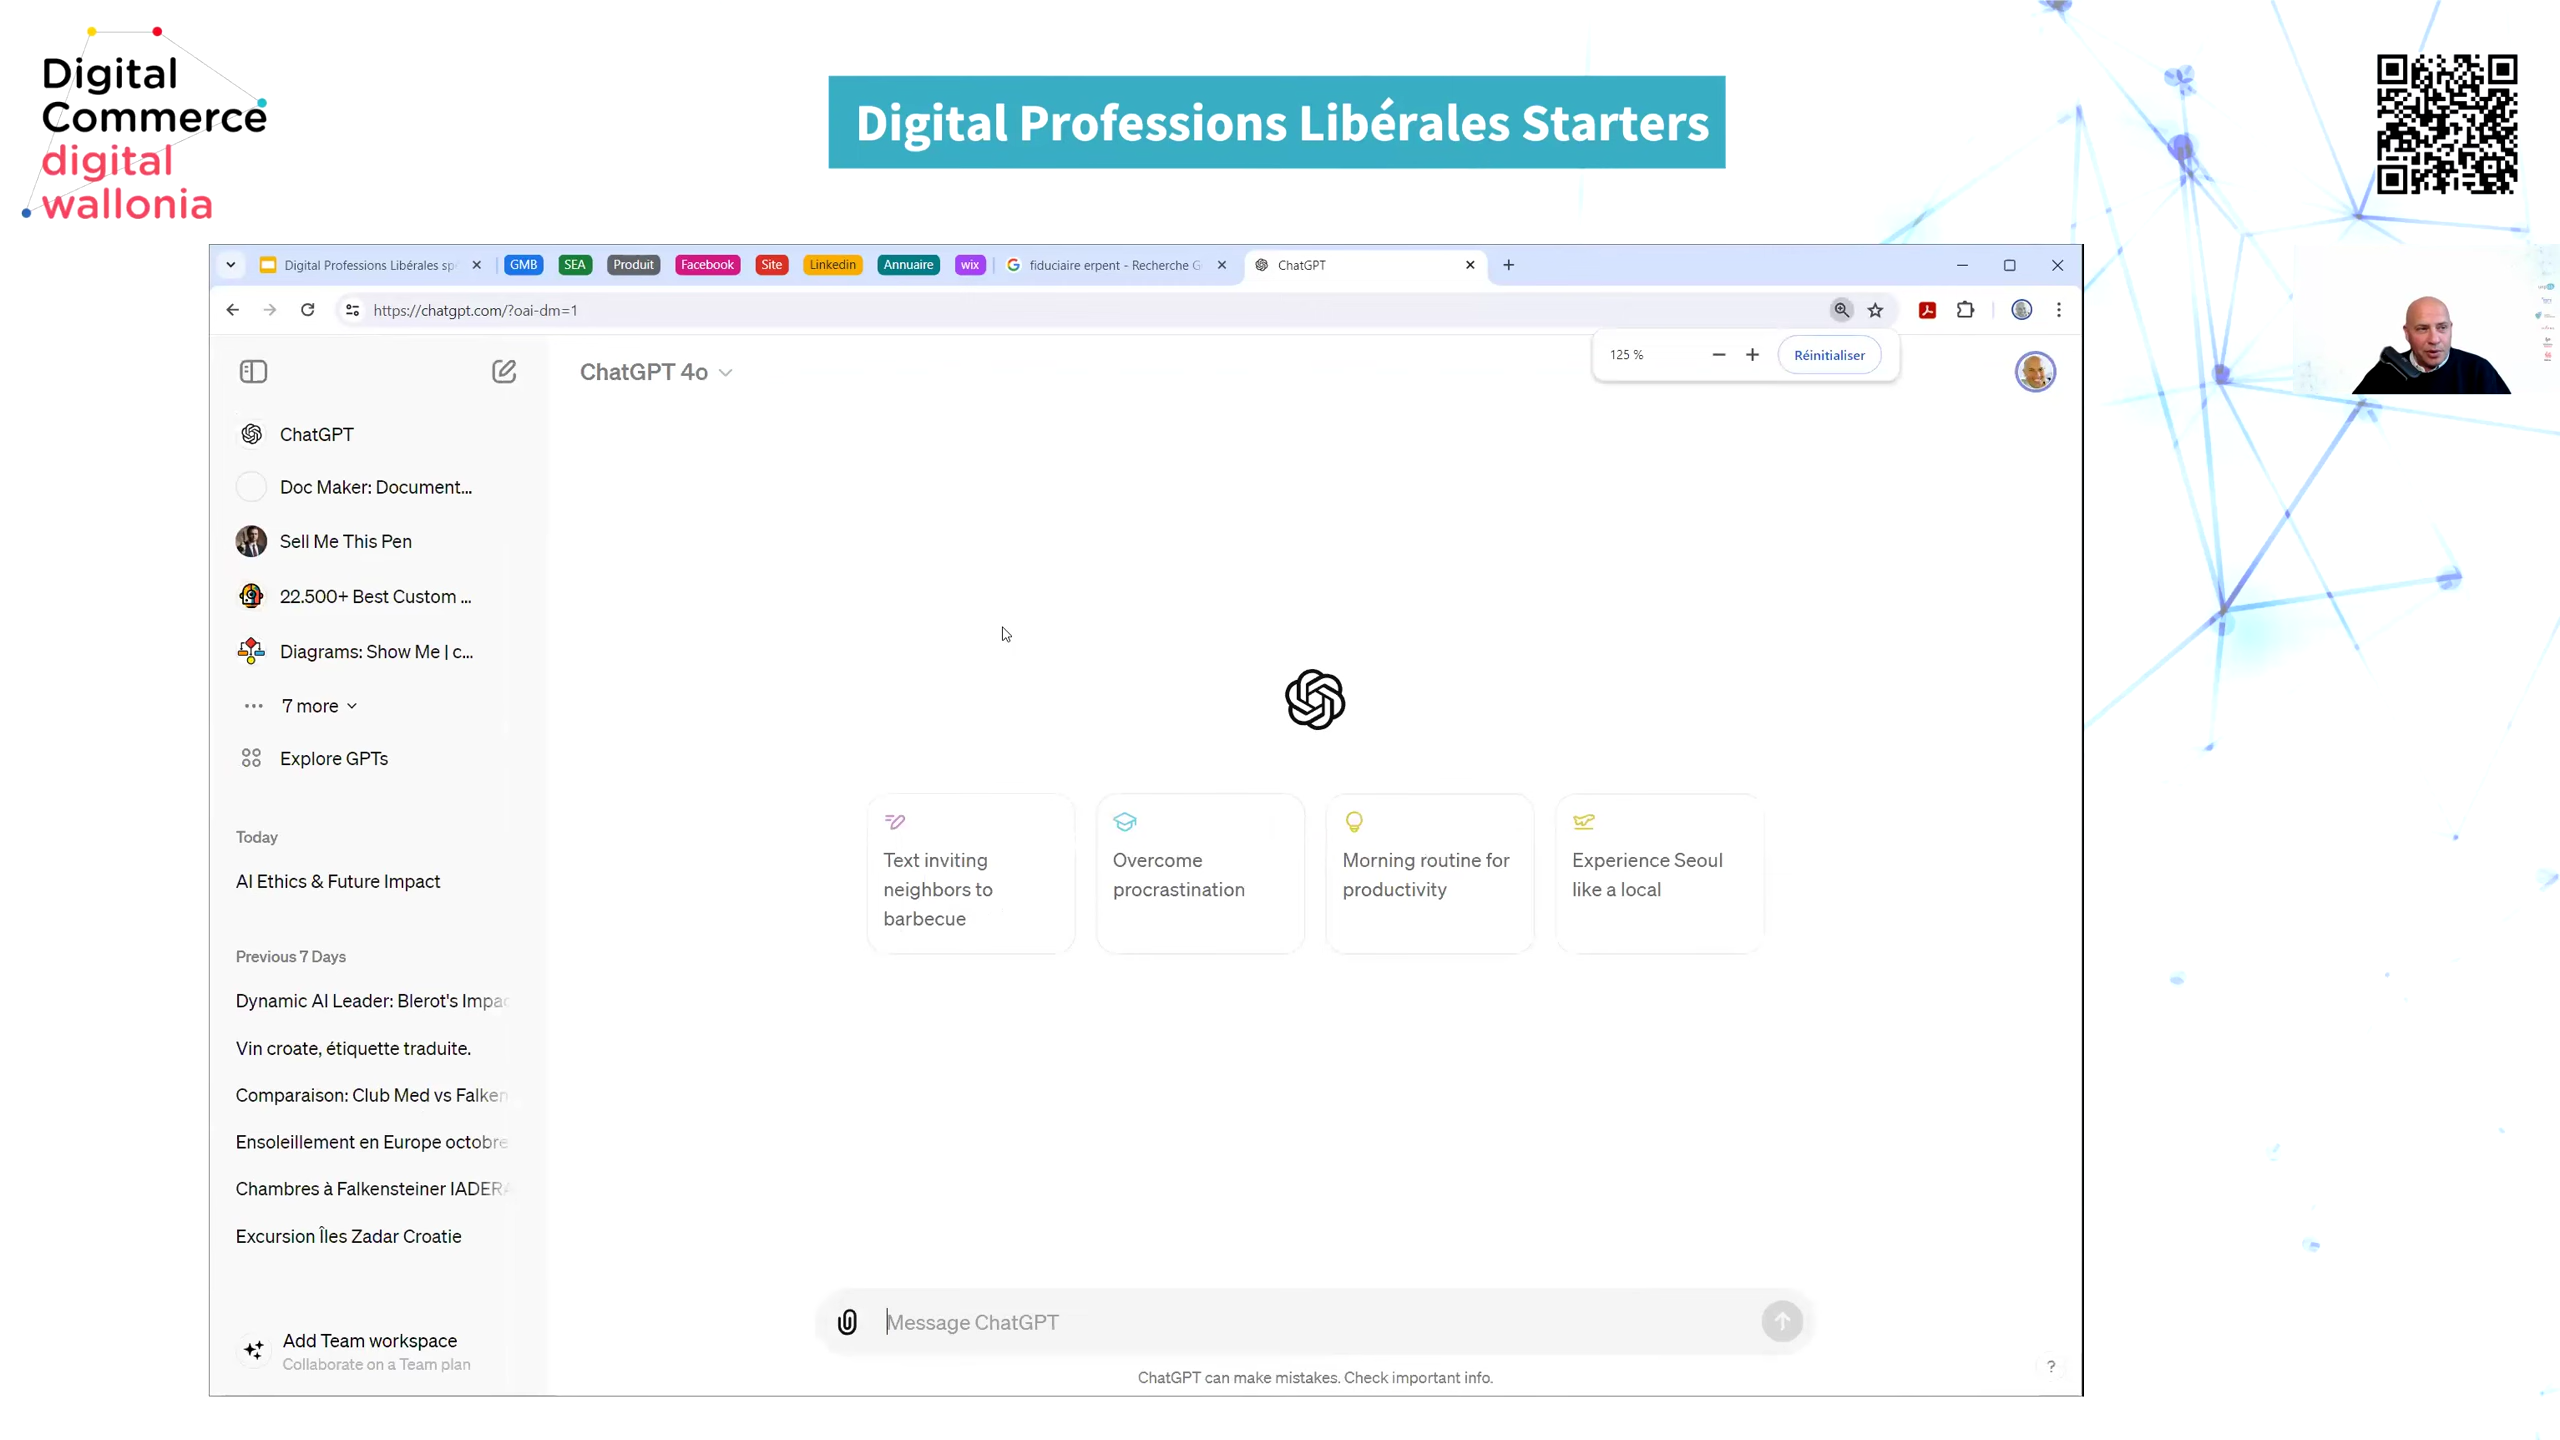 Digital
Commerce
digital
wallonia
Digital Professions Libérales Starters
Digital Professions Libérales sp
GMB
SEA
Produit
Facebook
Site
Linkedin
Annuaire
wix
fiduciaire erpent - Recherche G
ChatGPT
https://chatgpt.com/?oai-dm=1
125 %
Réinitialiser
ChatGPT 4o
ChatGPT
Doc Maker: Document...
Sell Me This Pen
22.500+ Best Custom ...
Diagrams: Show Me | c...
7 more
Explore GPTs
Today
AI Ethics & Future Impact
Previous 7 Days
Dynamic AI Leader: Blerot's Impac
Vin croate, étiquette traduite.
Comparaison: Club Med vs Falken
Ensoleillement en Europe octobre
Chambres à Falkensteiner IADERA
Excursion Îles Zadar Croatie
Add Team workspace
Collaborate on a Team plan
Text inviting
neighbors to
barbecue
Overcome
procrastination
Morning routine for
productivity
Experience Seoul
like a local
Message ChatGPT
ChatGPT can make mistakes. Check important info.
?